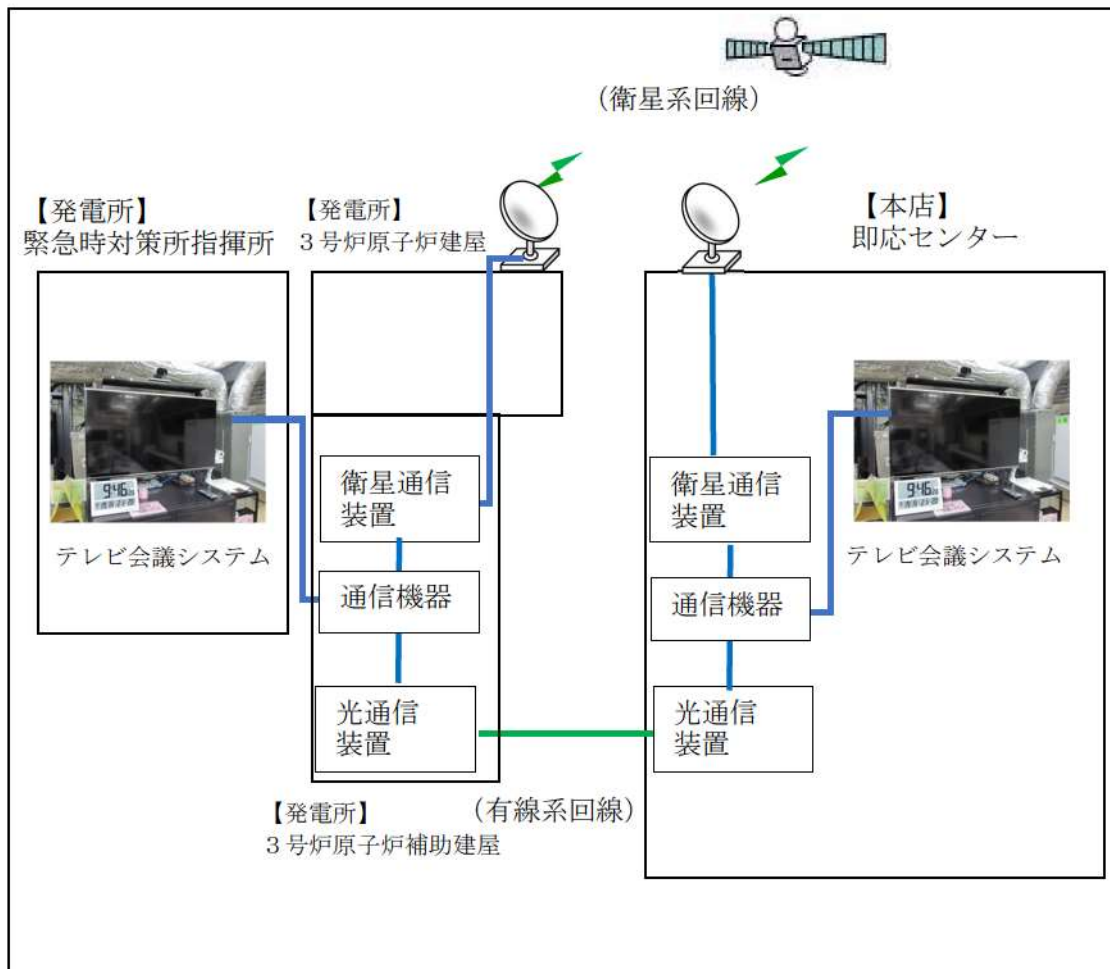 （衛星系回線）
【発電所】
緊急時対策所指揮所
【発電所】
３号炉原子炉建屋
【本店】
即応センター
9:46
テレビ会議システム
衛星通信
装置
通信機器
光通信
装置
衛星通信
装置
通信機器
光通信
装置
9:46
テレビ会議システム
【発電所】
３号炉原子炉補助建屋
（有線系回線）